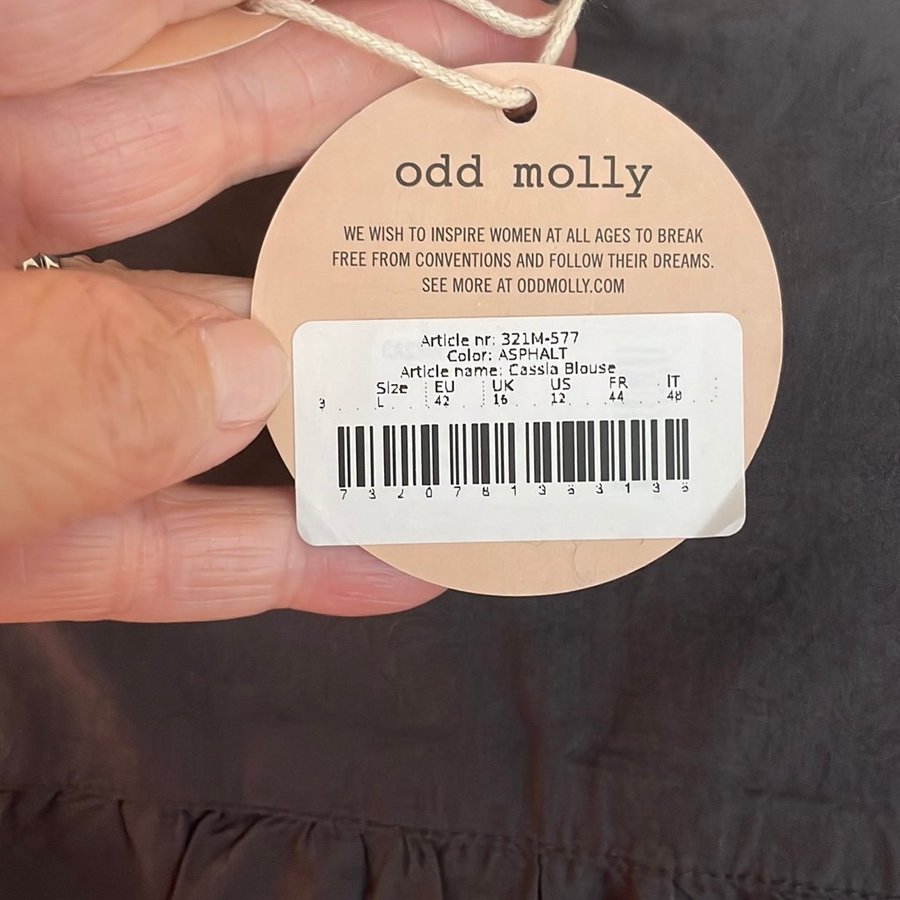 odd molly
WE WISH TO INSPIRE WOMEN AT ALL AGES TO BREAK
FREE FROM CONVENTIONS AND FOLLOW THEIR DREAMS.
SEE MORE AT ODDMOLLY.COM
Article nr: 321M-577
Color: ASPHALT
Article name: Cassia Blouse
Size EU UK US FR IT
3 L 42 16 12 44 48